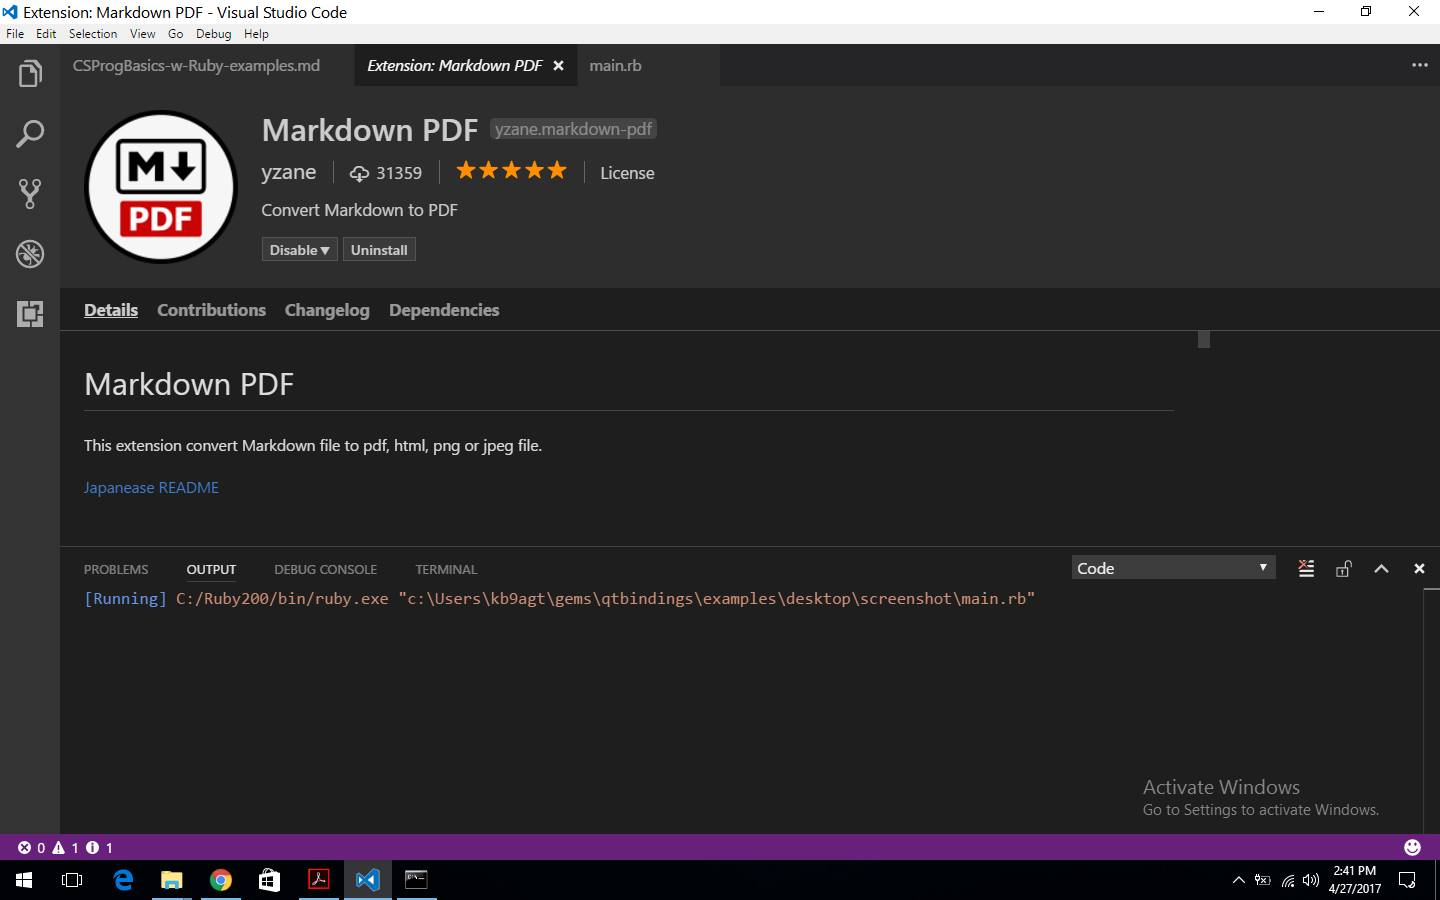 Extension: Markdown PDF - Visual Studio Code
File Edit Selection View Go Debug Help
CSProgBasics-w-Ruby-examples.md Extension: Markdown PDF main.rb
M
PDF
Markdown PDF yzane.markdown-pdf
yzane 31359 License
Convert Markdown to PDF
Disable Uninstall
Details Contributions Changelog Dependencies
Markdown PDF
This extension convert Markdown file to pdf, html, png or jpeg file.
Japanease README
PROBLEMS OUTPUT DEBUG CONSOLE TERMINAL Code
[Running] C:/Ruby200/bin/ruby.exe "c:\Users\kb9agt\gems\qtbindings\examples\desktop\screenshot\main.rb"
Activate Windows
Go to Settings to activate Windows.
0 1 1
2:41 PM
4/27/2017